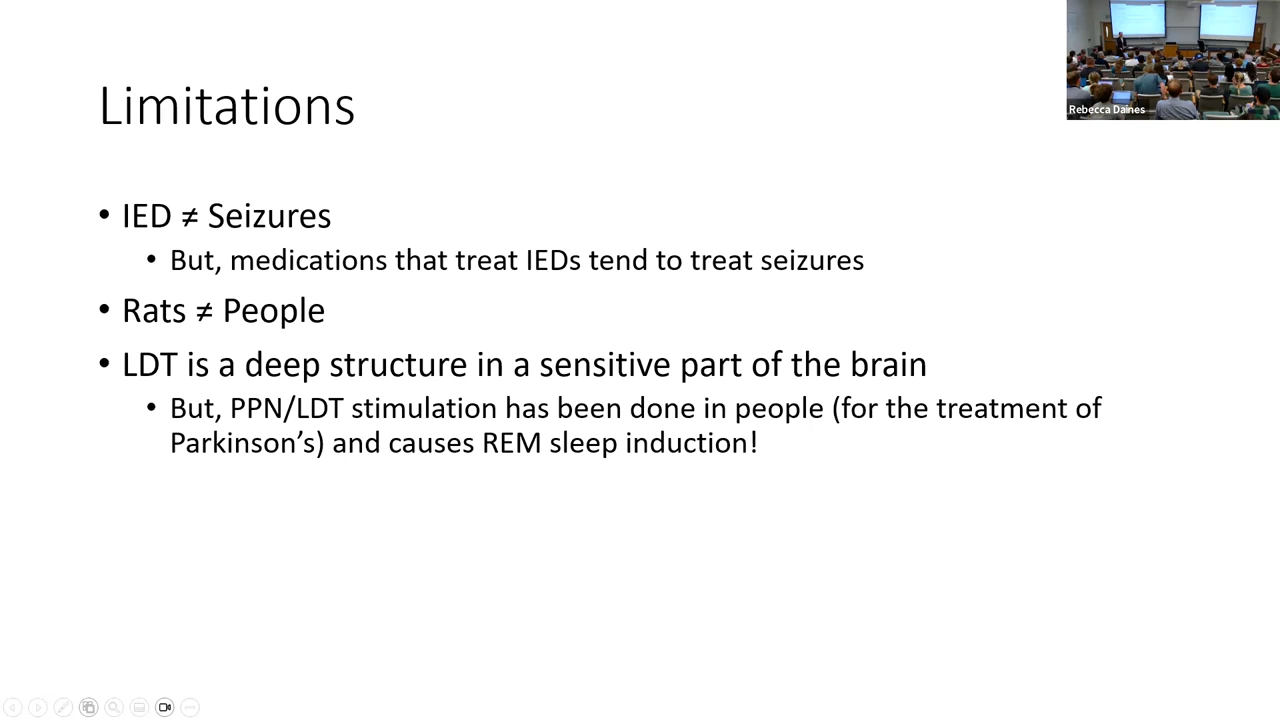 Rebecca Daines
Limitations
• IED ≠ Seizures
• But, medications that treat IEDs tend to treat seizures
• Rats ≠ People
• LDT is a deep structure in a sensitive part of the brain
• But, PPN/LDT stimulation has been done in people (for the treatment of
Parkinson’s) and causes REM sleep induction!